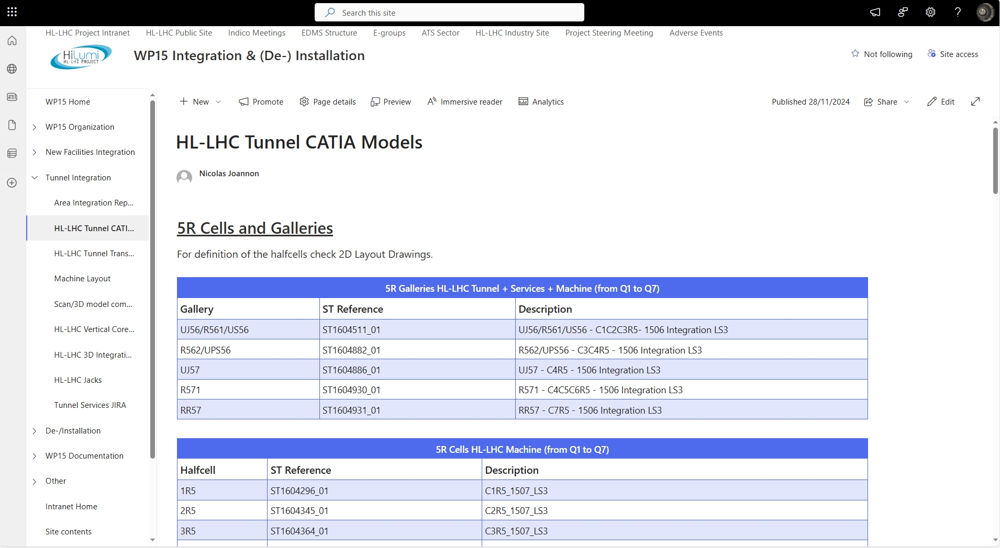 Search this site
HL-LHC Project Intranet HL-LHC Public Site Indico Meetings EDMS Structure E-groups ATS Sector HL-LHC Industry Site Project Steering Meeting Adverse Events
HiLumi
HL-LHC PROJECT
WP15 Integration & (De-) Installation
Not following Site access
WP15 Home
WP15 Organization
New Facilities Integration
Tunnel Integration
Area Integration Rep...
HL-LHC Tunnel CATI...
HL-LHC Tunnel Trans...
Machine Layout
Scan/3D model com...
HL-LHC Vertical Core...
HL-LHC 3D Integrati...
HL-LHC Jacks
Tunnel Services JIRA
De-/Installation
WP15 Documentation
Other
Intranet Home
Site contents
New Promote Page details Preview Immersive reader Analytics Published 28/11/2024 Share Edit
HL-LHC Tunnel CATIA Models
Nicolas Joannon
5R Cells and Galleries
For definition of the halfcells check 2D Layout Drawings.
5R Galleries HL-LHC Tunnel + Services + Machine (from Q1 to Q7)
Gallery ST Reference Description
UJ56/R561/US56 ST1604511_01 UJ56/R561/US56 - C1C2C3R5- 1506 Integration LS3
R562/UPS56 ST1604882_01 R562/UPS56 - C3C4R5 - 1506 Integration LS3
UJ57 ST1604886_01 UJ57 - C4R5 - 1506 Integration LS3
R571 ST1604930_01 R571 - C4C5C6R5 - 1506 Integration LS3
RR57 ST1604931_01 RR57 - C7R5 - 1506 Integration LS3
5R Cells HL-LHC Machine (from Q1 to Q7)
Halfcell ST Reference Description
1R5 ST1604296_01 C1R5_1507_LS3
2R5 ST1604345_01 C2R5_1507_LS3
3R5 ST1604364_01 C3R5_1507_LS3